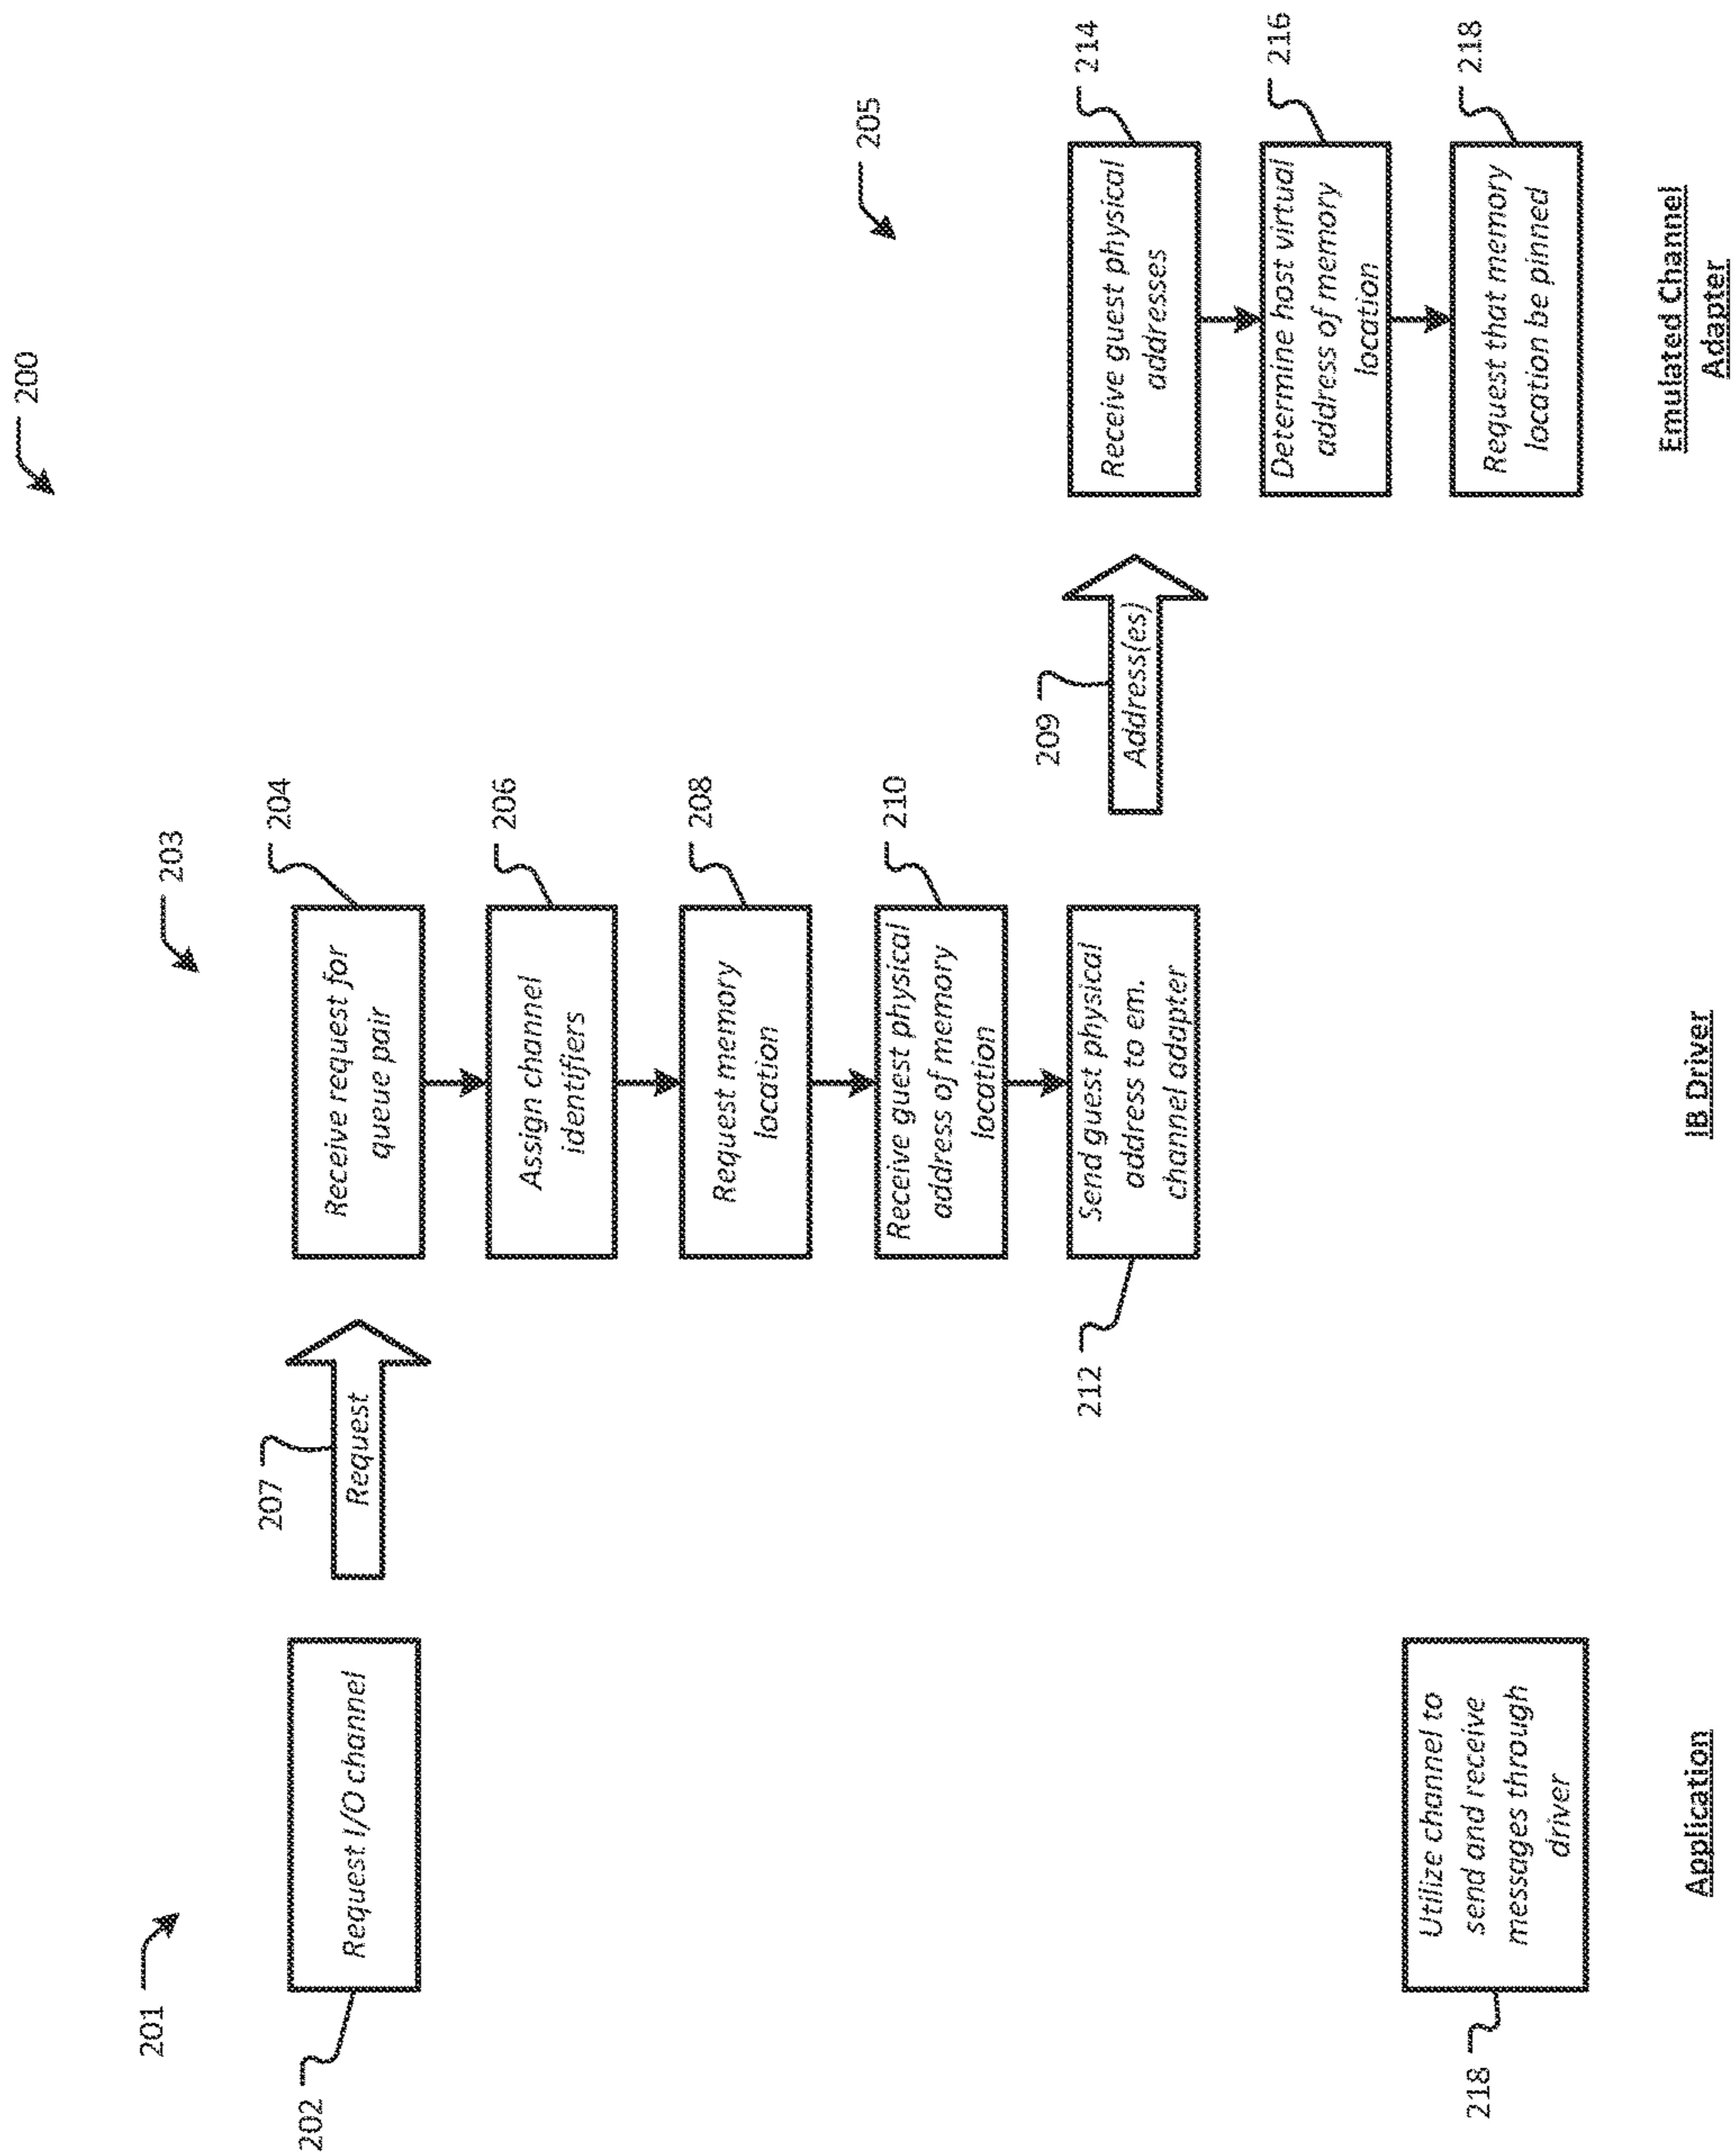 200
201
203
205
202
Request I/O channel
207
Request
204
Receive request for
queue pair
206
Assign channel
identifiers
208
Request memory
location
210
Receive guest physical
address of memory
location
212
Send guest physical
address to em.
channel adapter
209
Address(es)
214
Receive guest physical
addresses
216
Determine host virtual
address of memory
location
218
Request that memory
location be pinned
218
Utilize channel to
send and receive
messages through
driver
Application
IB Driver
Emulated Channel
Adapter